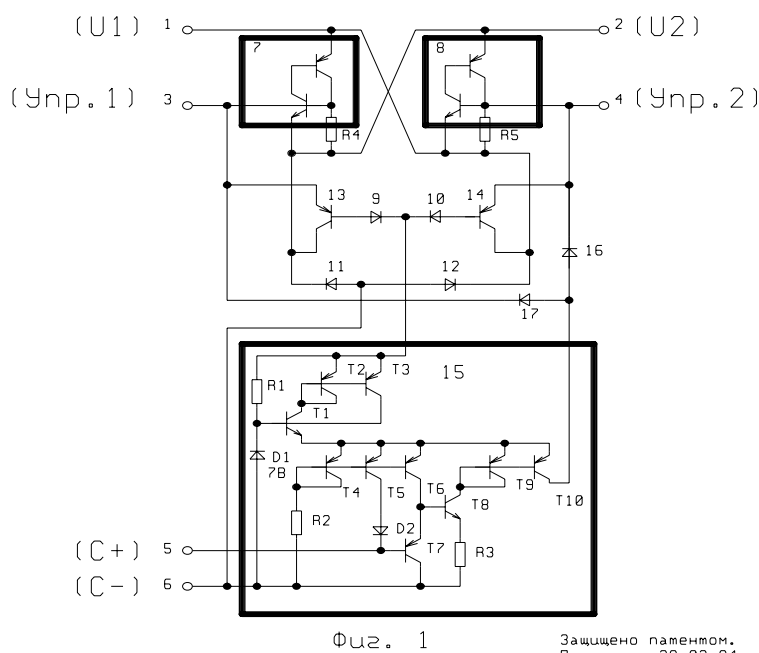 (U1) 1
2 (U2)
7
8
(Упр.1) 3
4 (Упр.2)
R4
R5
13 9 10 14
16
11 12
17
15
T2 T3
R1
T1
D1
7В
T4 T5 T6 T8 T9 T10
R2
D2
T7
R3
(C+) 5
(C-) 6
Фиг. 1
Защищено патентом.